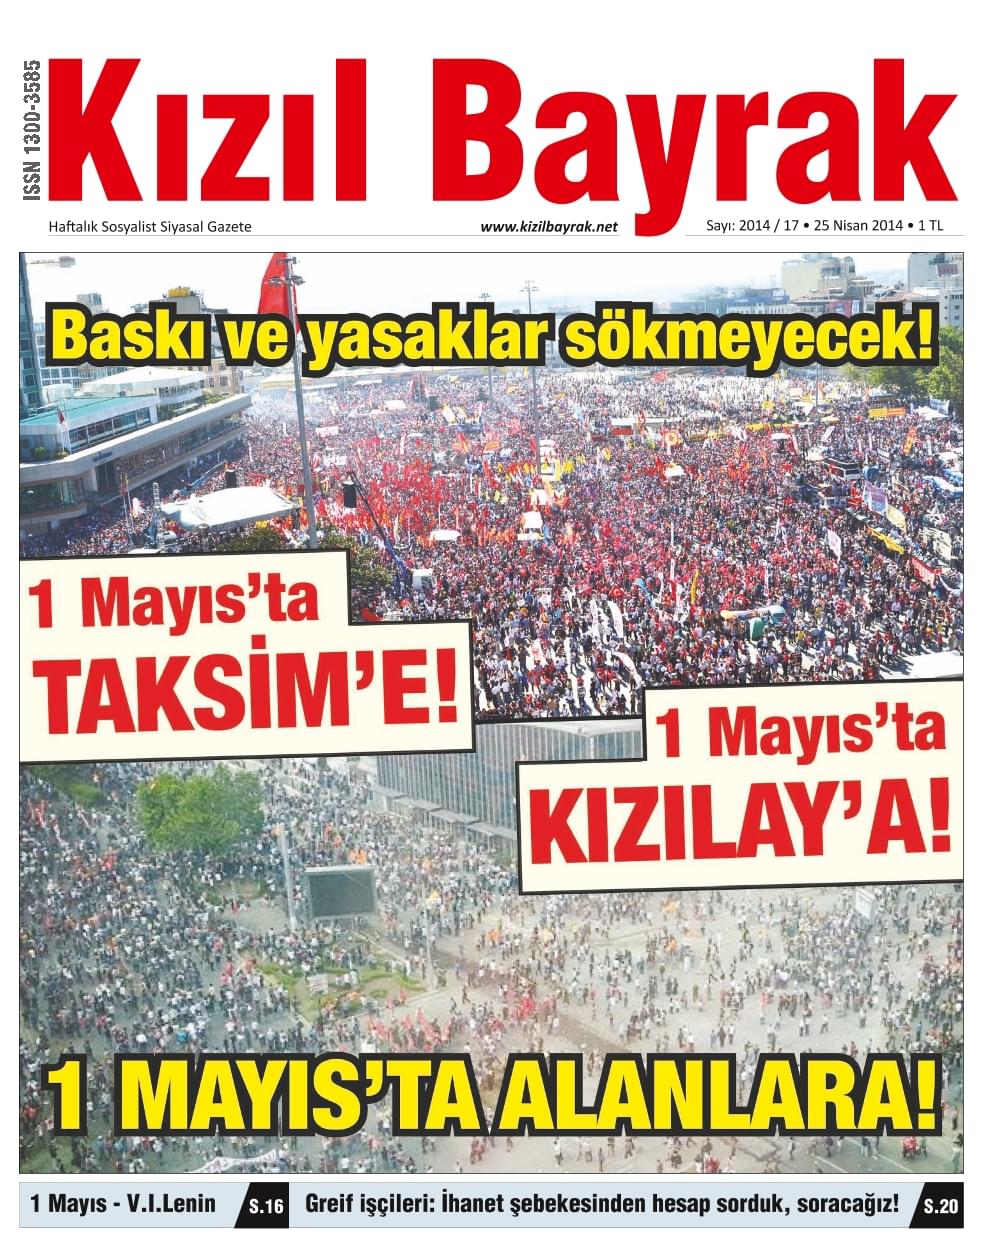 ISSN 1300-3585
Kızıl Bayrak
Haftalık Sosyalist Siyasal Gazete
www.kizilbayrak.net
Sayı: 2014 / 17 • 25 Nisan 2014 • 1 TL
Baskı ve yasaklar sökmeyecek!
1 Mayıs’ta
TAKSİM’E!
1 Mayıs’ta
KIZILAY’A!
1 MAYIS’TA ALANLARA!
1 Mayıs - V.I.Lenin
S.16
Greif işçileri: İhanet şebekesinden hesap sorduk, soracağız!
S.20